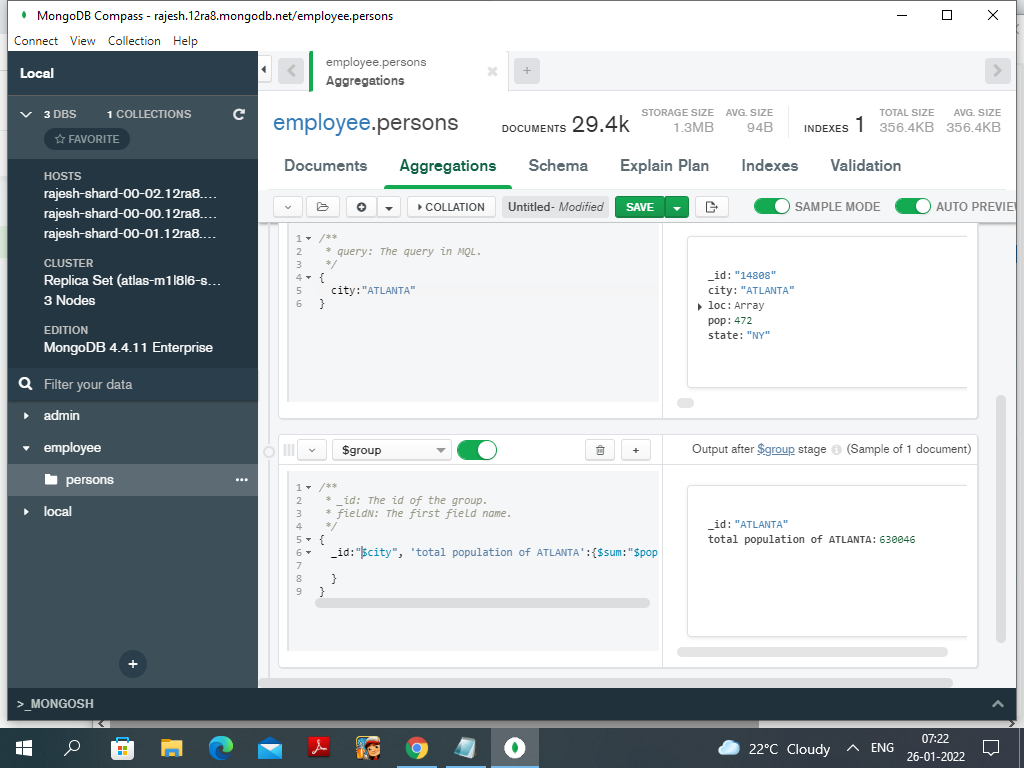 MongoDB Compass - rajesh.12ra8.mongodb.net/employee.persons
Connect View Collection Help
Local
3 DBS 1 COLLECTIONS
FAVORITE
HOSTS
rajesh-shard-00-02.12ra8....
rajesh-shard-00-00.12ra8....
rajesh-shard-00-01.12ra8....
CLUSTER
Replica Set (atlas-m1l8l6-s...
3 Nodes
EDITION
MongoDB 4.4.11 Enterprise
Filter your data
admin
employee
persons
local
>_MONGOSH
employee.persons
Aggregations
employee.persons
DOCUMENTS 29.4k
STORAGE SIZE
1.3MB
AVG. SIZE
94B
INDEXES 1
TOTAL SIZE
356.4KB
AVG. SIZE
356.4KB
Documents Aggregations Schema Explain Plan Indexes Validation
COLLATION Untitled- Modified SAVE SAMPLE MODE AUTO PREVIEW
1 /**
2 * query: The query in MQL.
3 */
4 {
5 city:"ATLANTA"
6 }
_id: "14808"
city: "ATLANTA"
loc: Array
pop: 472
state: "NY"
$group
Output after $group stage (Sample of 1 document)
1 /**
2 * _id: The id of the group.
3 * fieldN: The first field name.
4 */
5 {
6 _id:"$city", 'total population of ATLANTA':{$sum:"$pop
7
8 }
9 }
_id: "ATLANTA"
total population of ATLANTA: 630046
22°C Cloudy ENG
07:22
26-01-2022